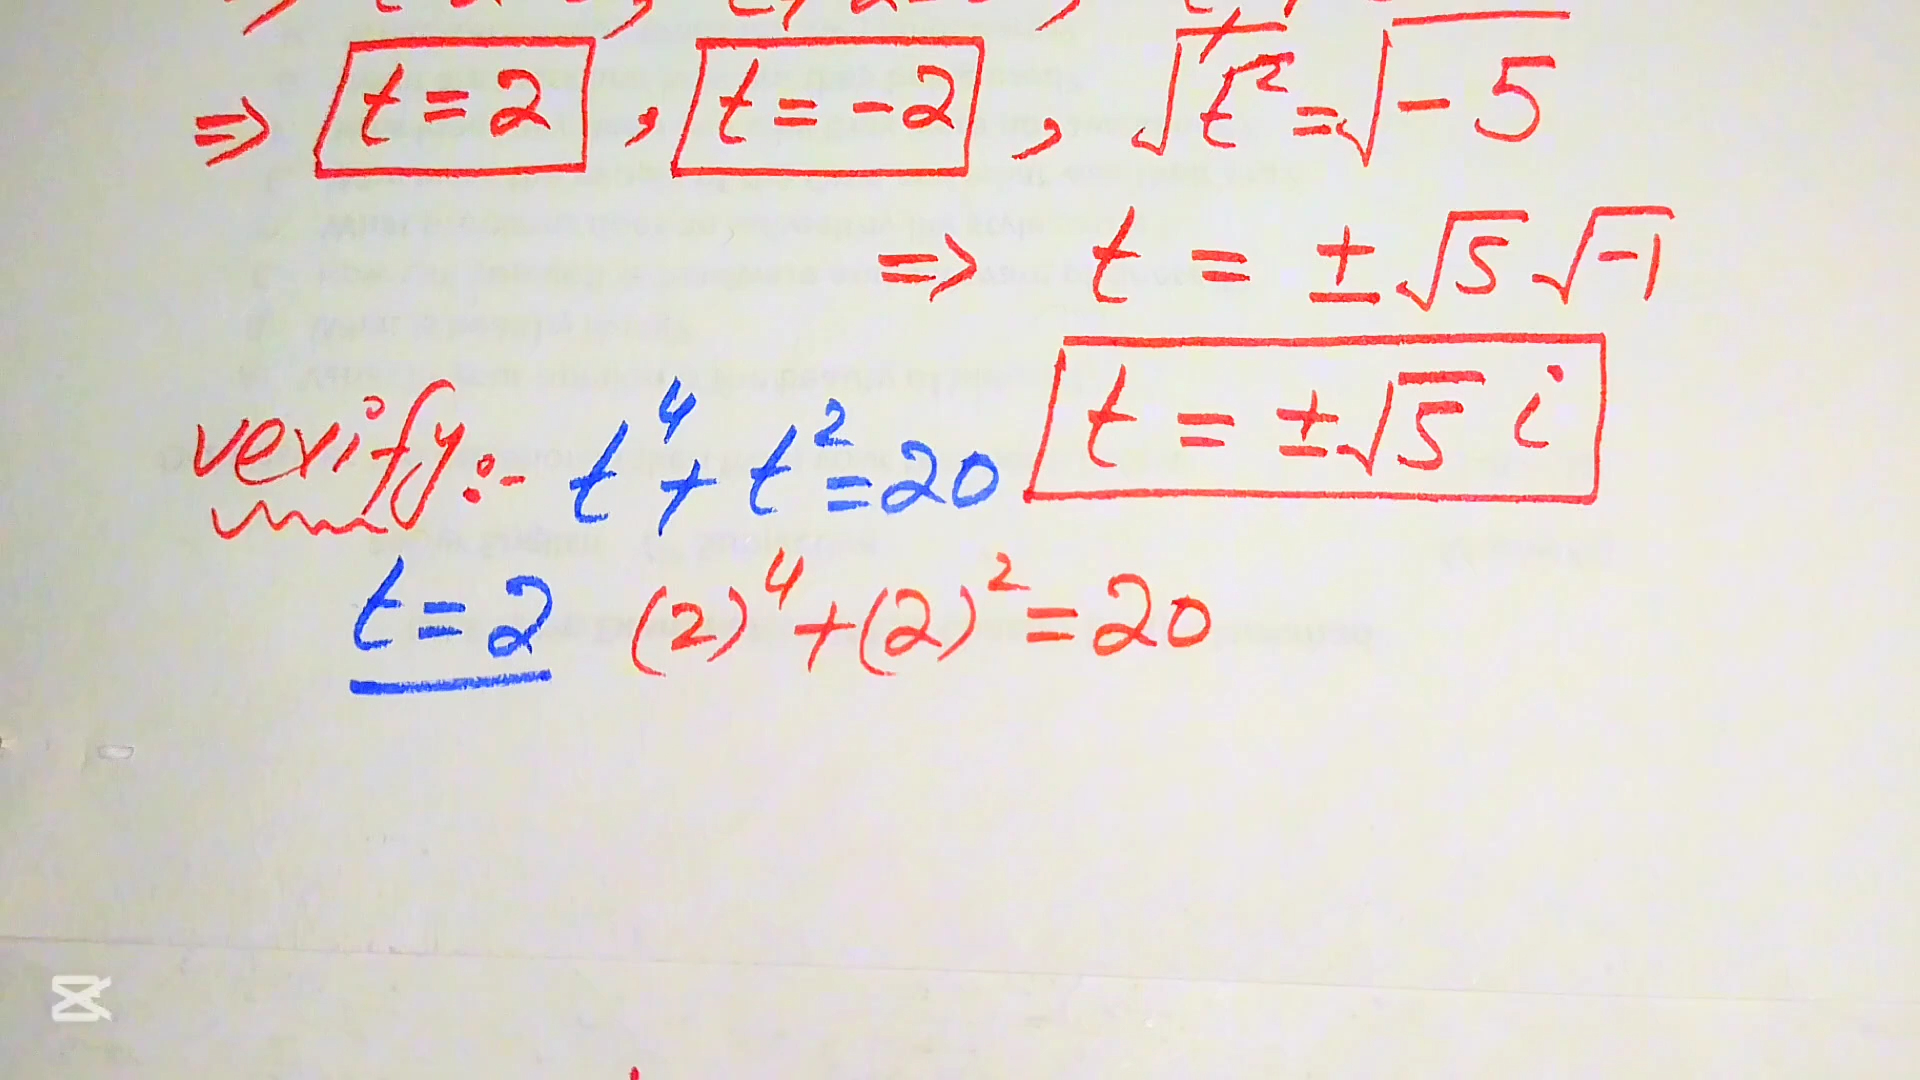 ⇒ t = 2 , t = -2 , √t² = √-5
⇒ t = ± √5 √-1
t = ±√5 i
verify:- t⁴ + t² = 20
t = 2 (2)⁴ + (2)² = 20